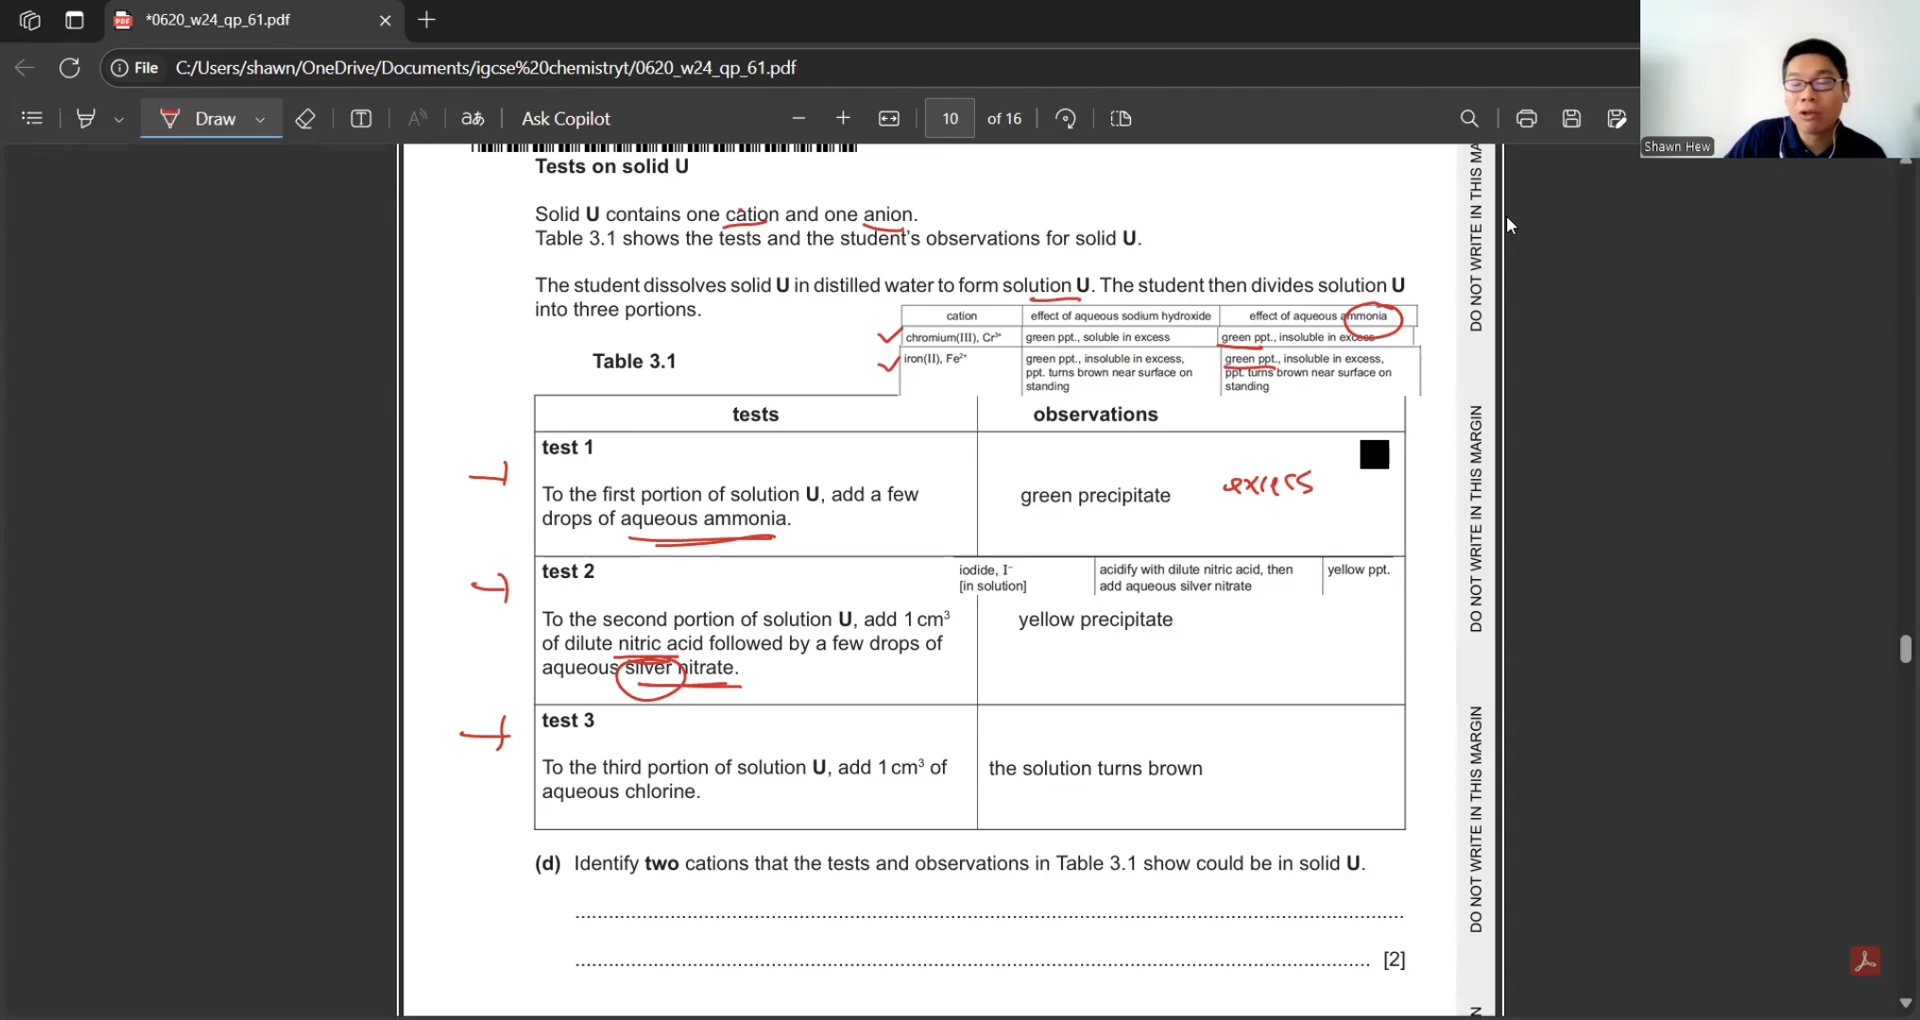 *0620_w24_qp_61.pdf
File C:/Users/shawn/OneDrive/Documents/igcse%20chemistryt/0620_w24_qp_61.pdf
Draw
aあ
Ask Copilot
10 of 16
Shawn Hew
Tests on solid U
Solid U contains one cation and one anion.
Table 3.1 shows the tests and the student's observations for solid U.
The student dissolves solid U in distilled water to form solution U. The student then divides solution U
into three portions.
cation effect of aqueous sodium hydroxide effect of aqueous ammonia
chromium(III), Cr³⁺ green ppt., soluble in excess green ppt., insoluble in excess
iron(II), Fe²⁺ green ppt., insoluble in excess, green ppt., insoluble in excess,
ppt. turns brown near surface on ppt. turns brown near surface on
standing standing
Table 3.1
tests observations
test 1
To the first portion of solution U, add a few
drops of aqueous ammonia.
green precipitate excess
test 2
iodide, I⁻ acidify with dilute nitric acid, then yellow ppt.
[in solution] add aqueous silver nitrate
To the second portion of solution U, add 1 cm³
of dilute nitric acid followed by a few drops of
aqueous silver nitrate.
yellow precipitate
test 3
To the third portion of solution U, add 1 cm³ of
aqueous chlorine.
the solution turns brown
(d) Identify two cations that the tests and observations in Table 3.1 show could be in solid U.
[2]
DO NOT WRITE IN THIS MA
DO NOT WRITE IN THIS MARGIN
DO NOT WRITE IN THIS MARGIN
N